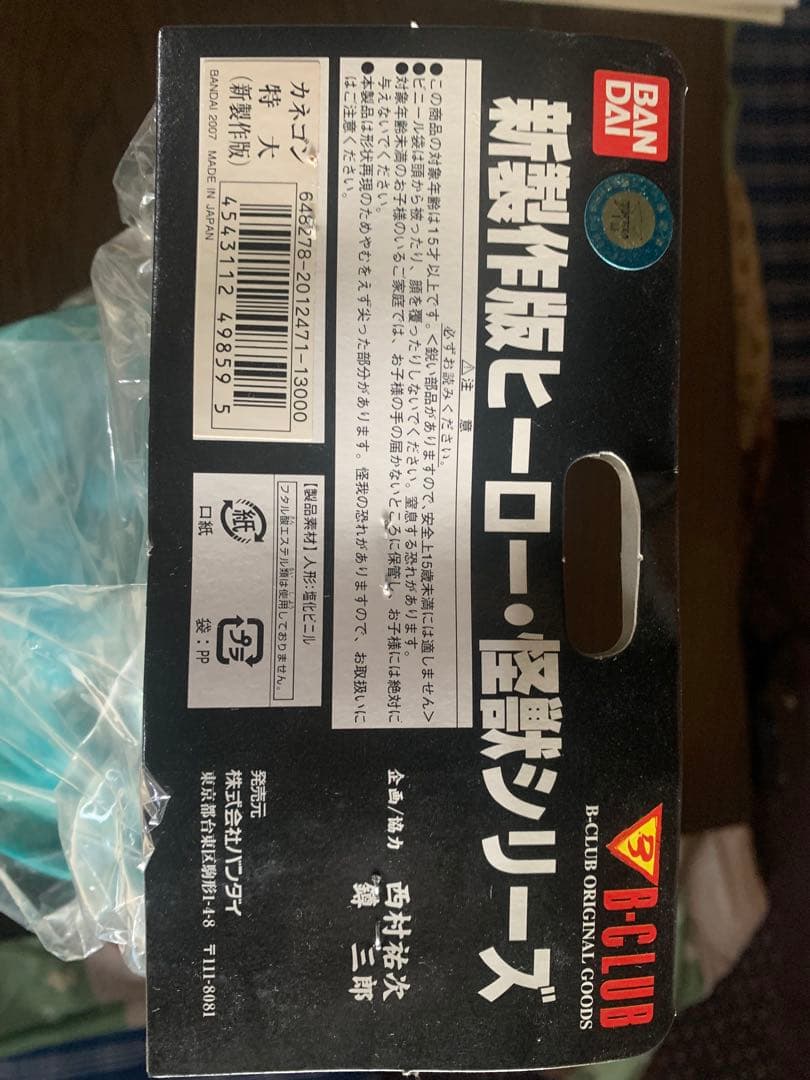 BAN
DAI
B-CLUB
B-CLUB ORIGINAL GOODS
新製作版ヒーロー・怪獣シリーズ
⚠注 意
必ずお読みください。
●この商品の対象年齢は15才以上です。<鋭い部品がありますので、安全上15歳未満には適しません>
●ビニール袋は頭から被ったり、顔を覆ったりしないでください。窒息する恐れがあります。
●対象年齢未満のお子様のいるご家庭では、お子様の手の届かないところに保管し、お子様には絶対に
与えないでください。
●本製品は形状再現のためやむをえず尖った部分があります。怪我の恐れがありますので、お取扱いに
はご注意ください。
カネゴン
特 大
(新製作版)
BANDAI 2007 MADE IN JAPAN
648278-2012471-13000
4543112 498595
【製品素材】人形:塩化ビニル
フタル酸エステル類は使用しておりません。
紙
口紙
プラ
袋:PP
企画/協力 西村祐次
三郎
発売元
株式会社バンダイ
東京都台東区駒形1-4-8 〒111-8081